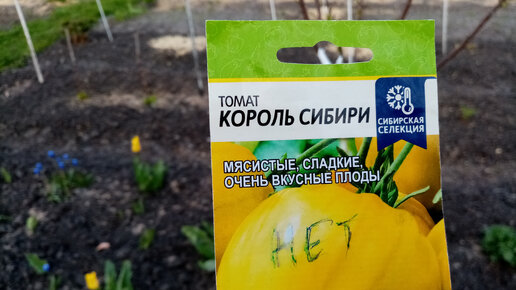 ТОМАТ
КОРОЛЬ СИБИРИ
СИБИРСКАЯ
СЕЛЕКЦИЯ
МЯСИСТЫЕ, СЛАДКИЕ,
ОЧЕНЬ ВКУСНЫЕ ПЛОДЫ
НЕТ